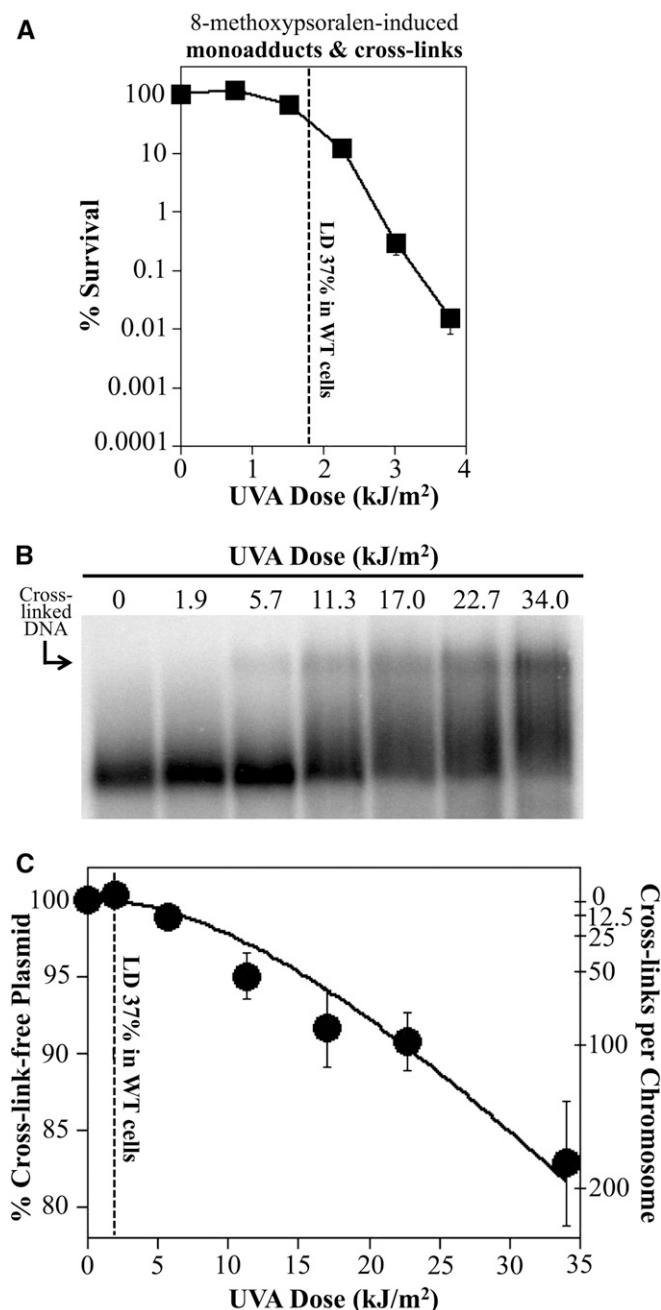 A
8-methoxypsoralen-induced
monoadducts & cross-links
% Survival
100
10
1
0.1
0.01
0.001
0.0001
LD 37% in WT cells
0 1 2 3 4
UVA Dose (kJ/m²)
B
UVA Dose (kJ/m²)
Cross-
linked
DNA
0 1.9 5.7 11.3 17.0 22.7 34.0
C
% Cross-link-free Plasmid
100
95
90
85
80
LD 37% in WT cells
0
12.5
25
50
100
200
Cross-links per Chromosome
0 5 10 15 20 25 30 35
UVA Dose (kJ/m²)